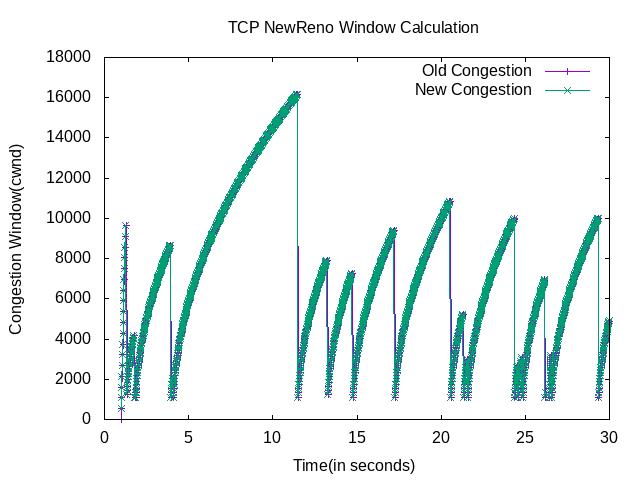 TCP NewReno Window Calculation
18000
16000
14000
12000
10000
8000
6000
4000
2000
0
Old Congestion
New Congestion
Congestion Window(cwnd)
0 5 10 15 20 25 30
Time(in seconds)